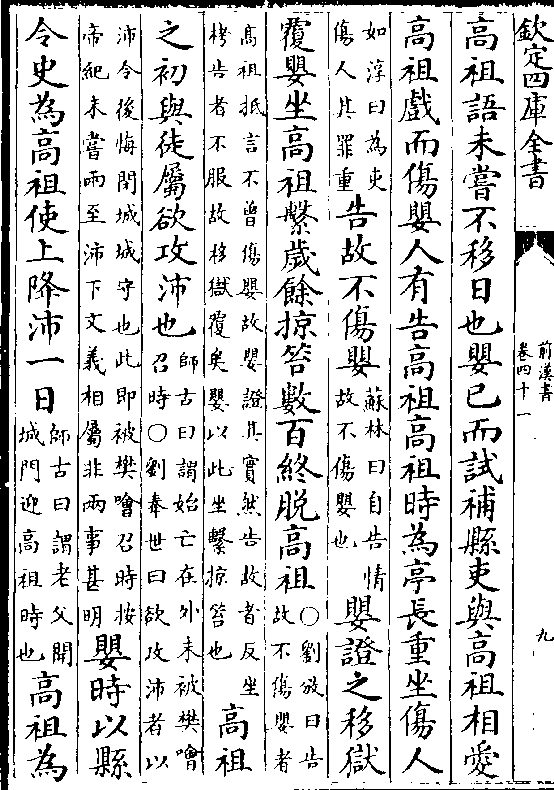 欽定四庫全書
前漢書
卷四十一
九
高祖語未嘗不移日也嬰已而試補縣吏與高祖相愛
高祖戲而傷嬰人有告高祖高祖時為亭長重坐傷人
如淳曰為吏傷人其罪重告故不傷嬰蘇林曰自告情故不傷嬰也嬰證之移獄
覆嬰坐高祖繫歲餘掠笞數百終脫高祖○劉攽曰告故不傷嬰者
高祖抵言不曾傷嬰故嬰證其實然告故者反坐栲告者不服故移獄覆矣嬰以此坐繫掠笞也高祖
之初與徒屬欲攻沛也師古曰謂始亡在外未被樊噲召時○劉奉世曰欲攻沛者以
沛令後悔閉城城守也此即被樊噲召時按帝紀未嘗兩至沛下文義相屬非兩事甚明嬰時以縣
令史為高祖使上降沛一日師古曰謂老父開城門迎高祖時也高祖為